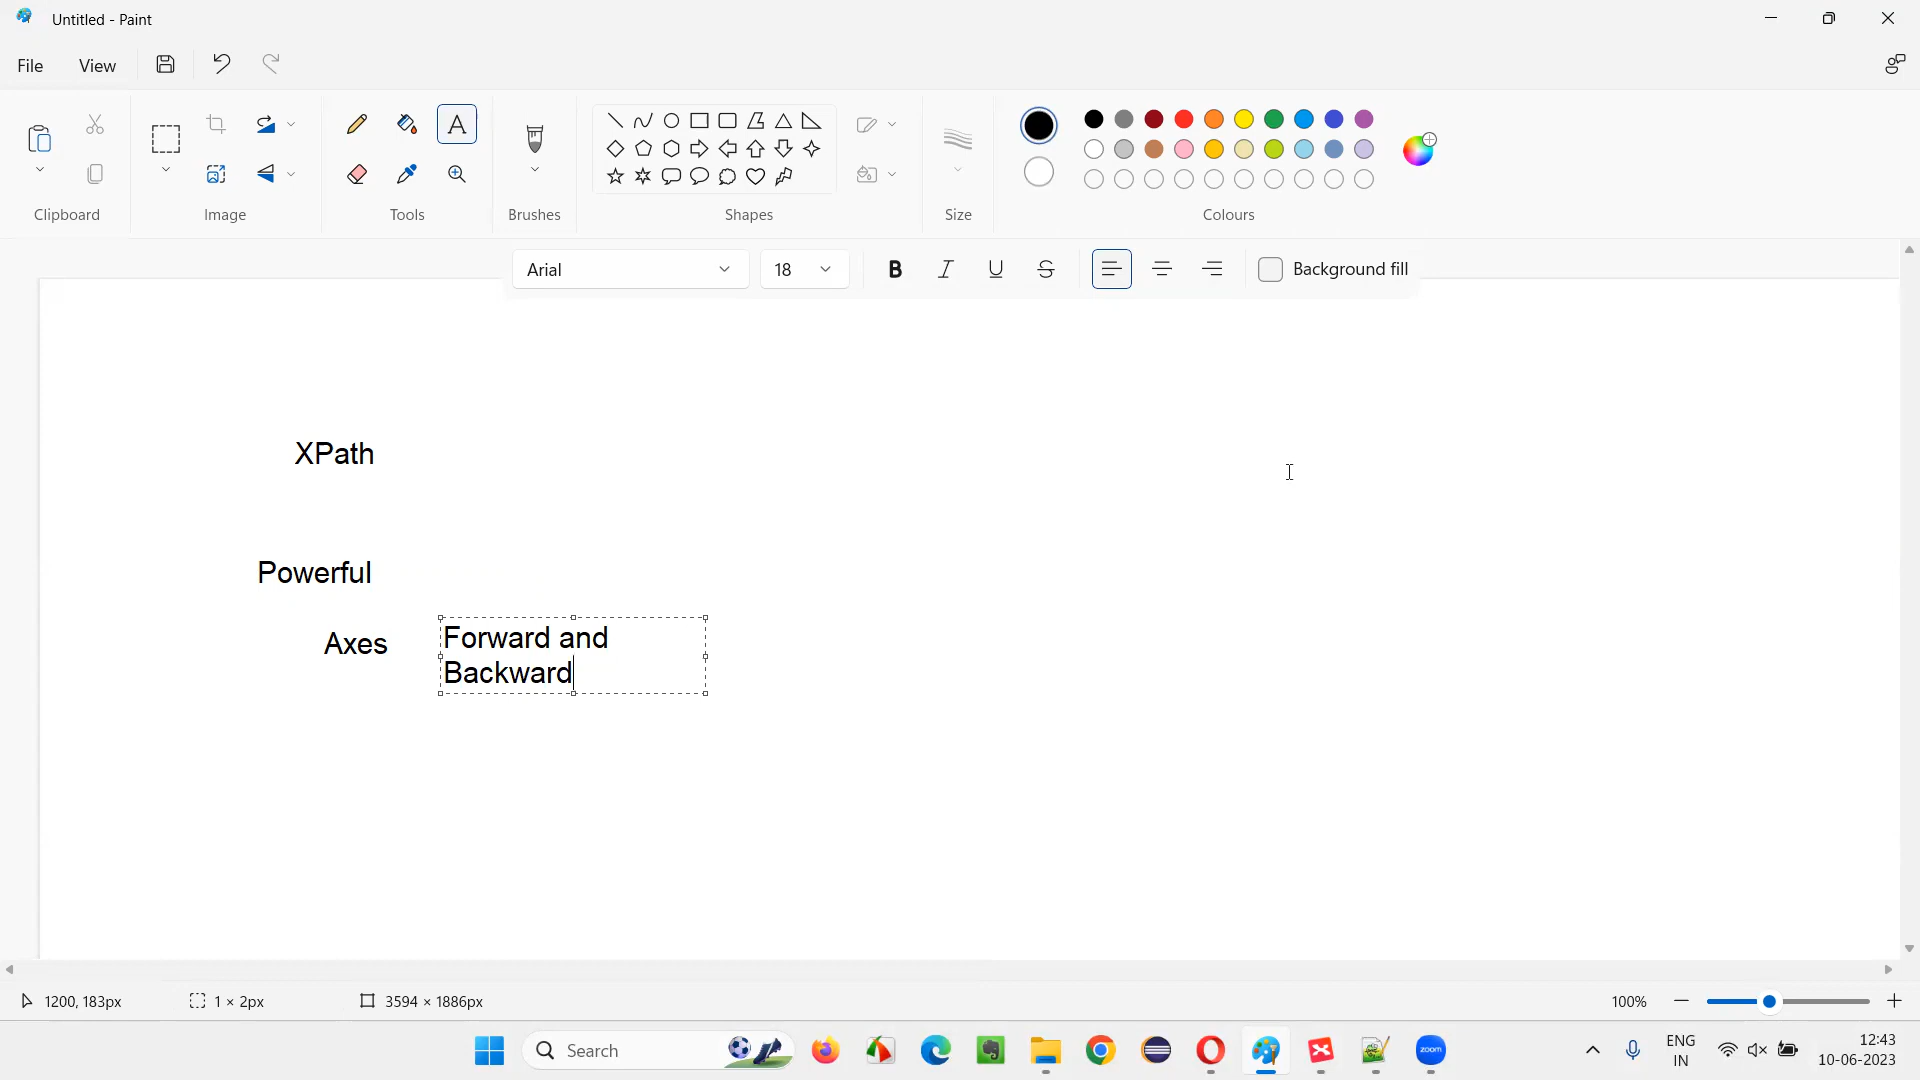 Untitled - Paint
File View
Clipboard Image Tools Brushes Shapes Size Colours
Arial 18 B I U S Background fill
XPath
Powerful
Axes
Forward and
Backward
1200, 183px 1 × 2px 3594 × 1886px 100%
Search zoom ENG 12:43
IN 10-06-2023